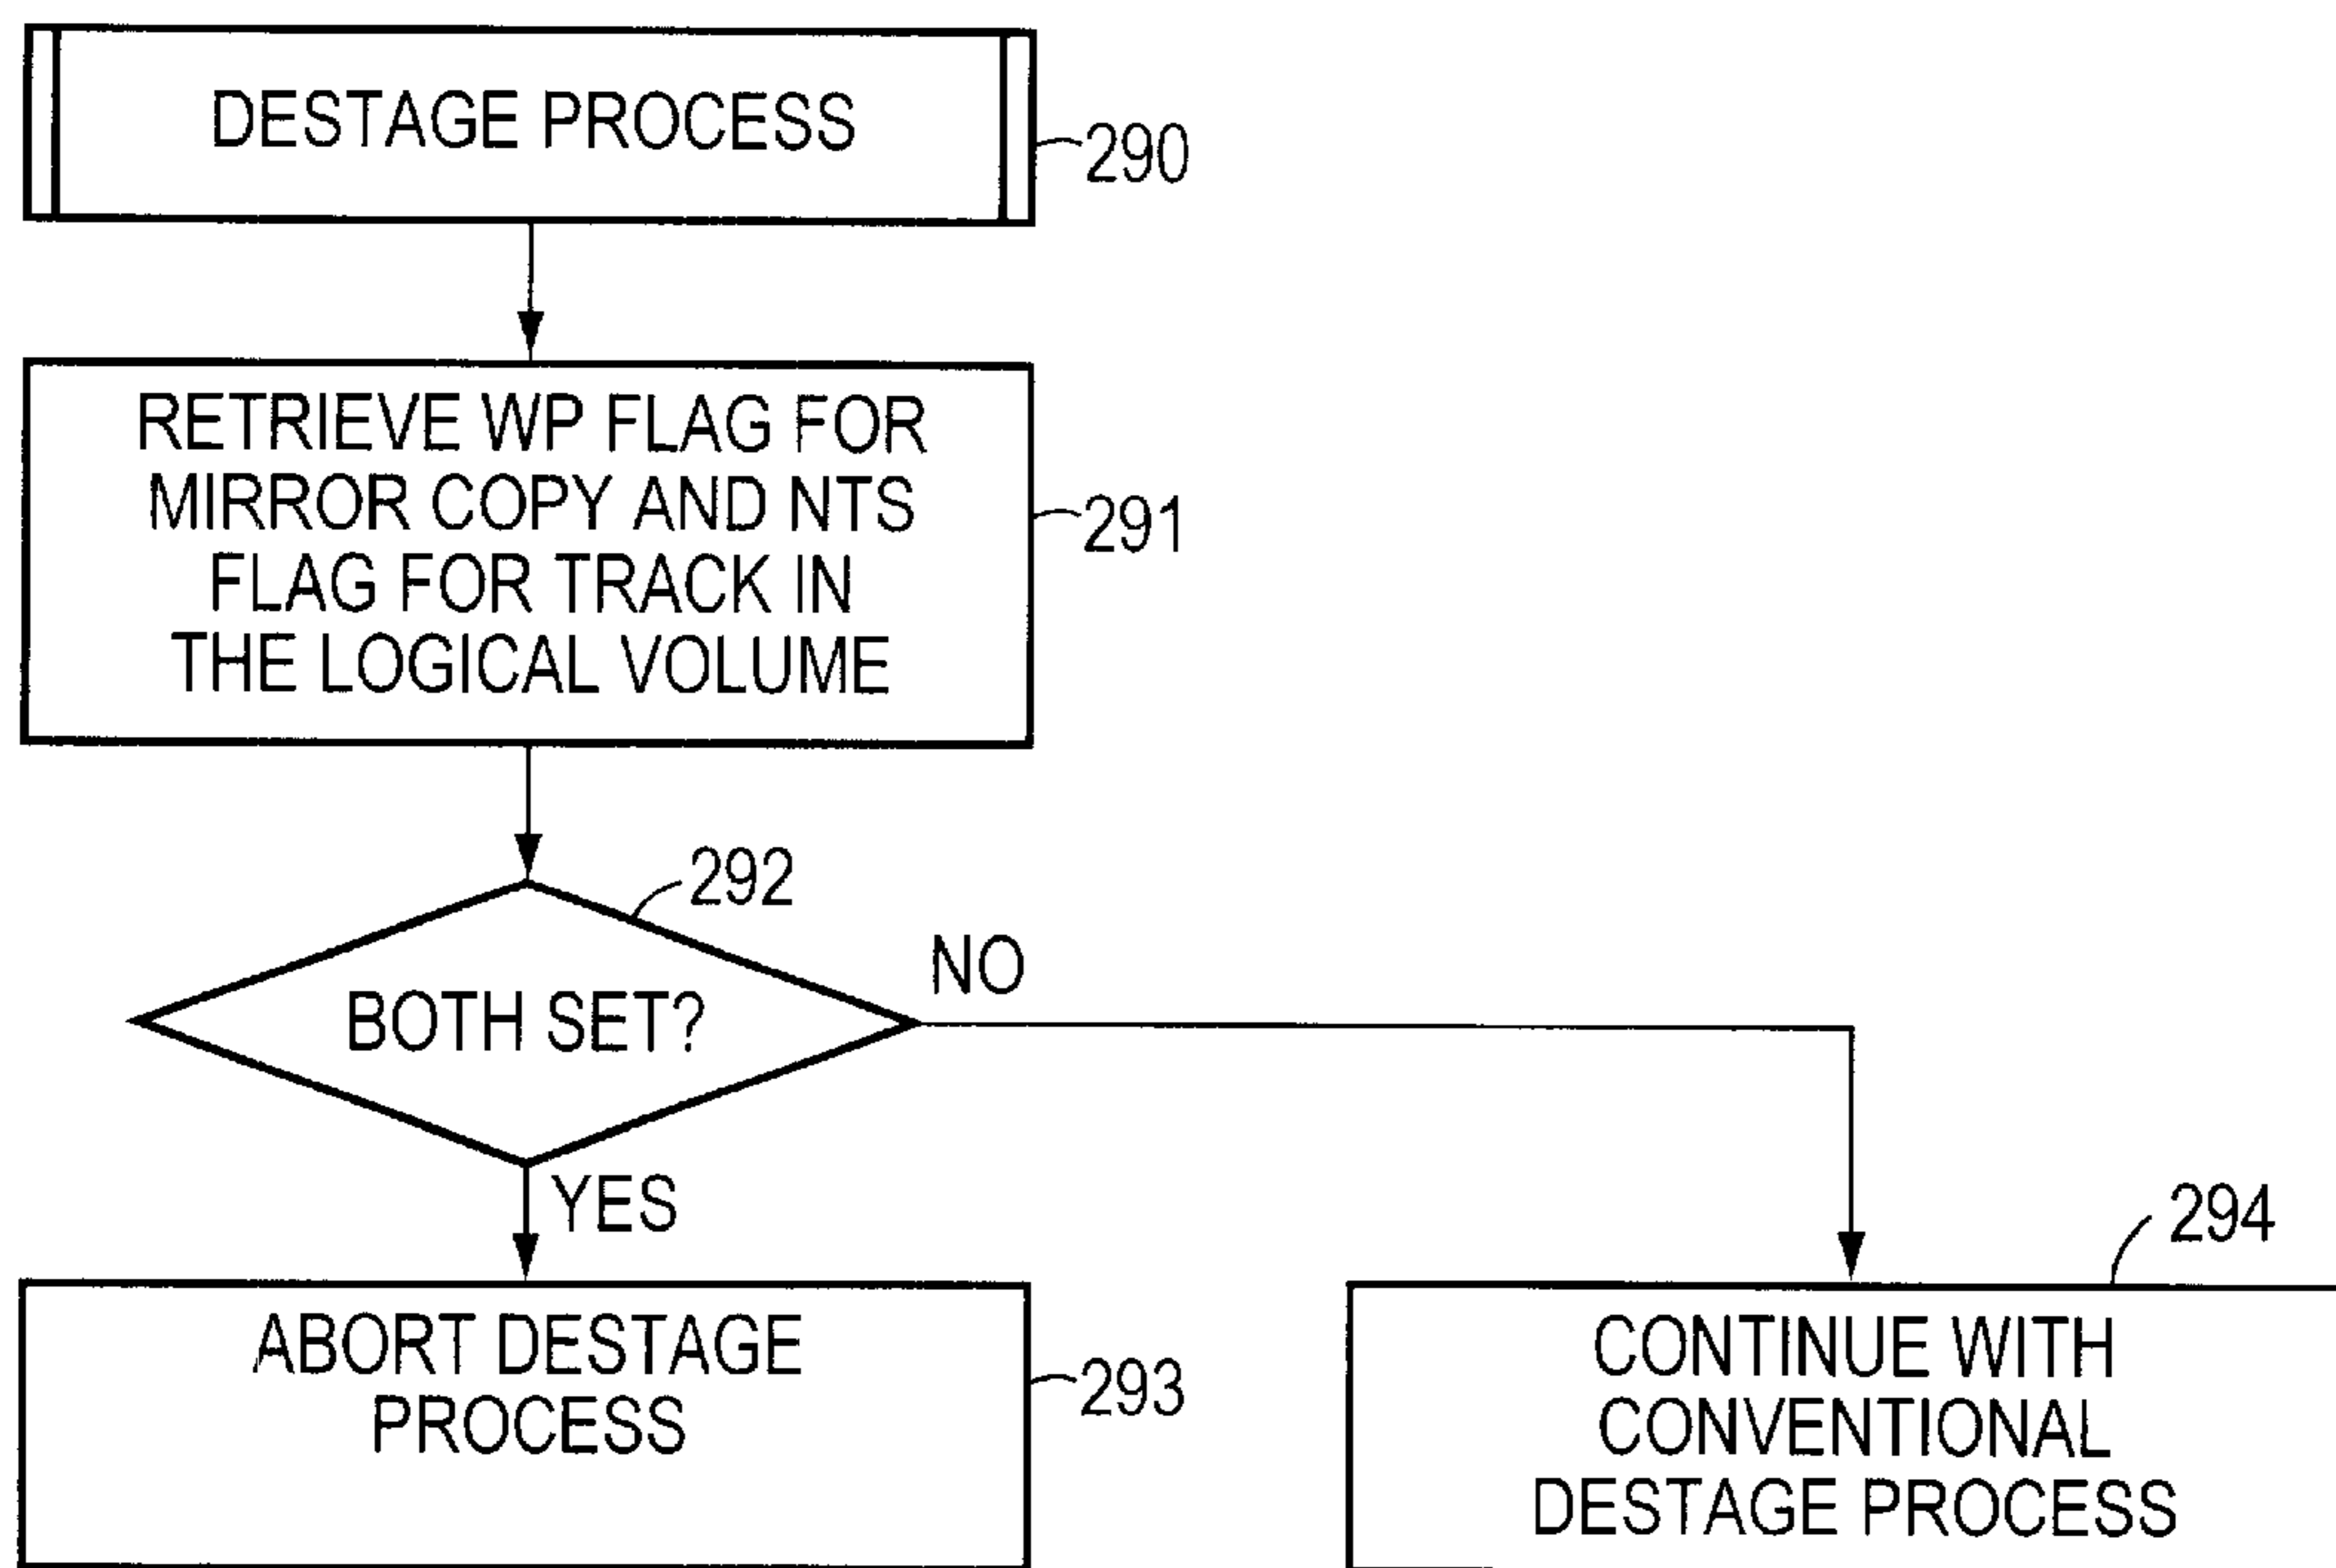 DESTAGE PROCESS
290
RETRIEVE WP FLAG FOR
MIRROR COPY AND NTS
FLAG FOR TRACK IN
THE LOGICAL VOLUME
291
292
BOTH SET?
NO
YES
ABORT DESTAGE
PROCESS
293
294
CONTINUE WITH
CONVENTIONAL
DESTAGE PROCESS